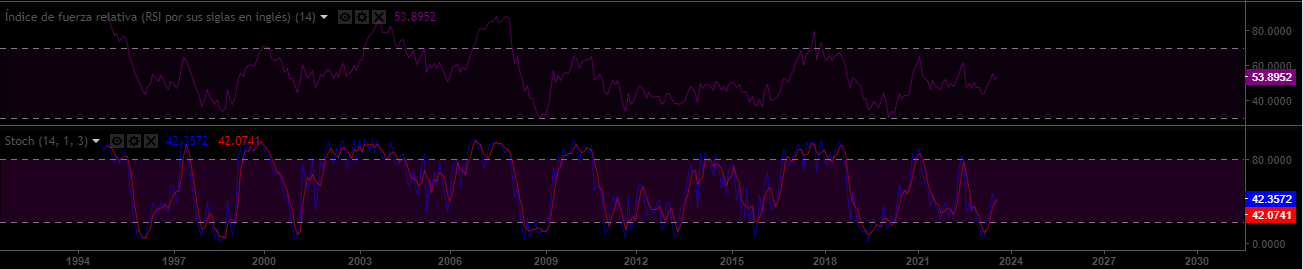 Índice de fuerza relativa (RSI por sus siglas en inglés) (14) 53.8952
80.0000
60.0000
53.8952
40.0000
Stoch (14, 1, 3) 42.3572 42.0741
80.0000
42.3572
42.0741
0.0000
1994 1997 2000 2003 2006 2009 2012 2015 2018 2021 2024 2027 2030